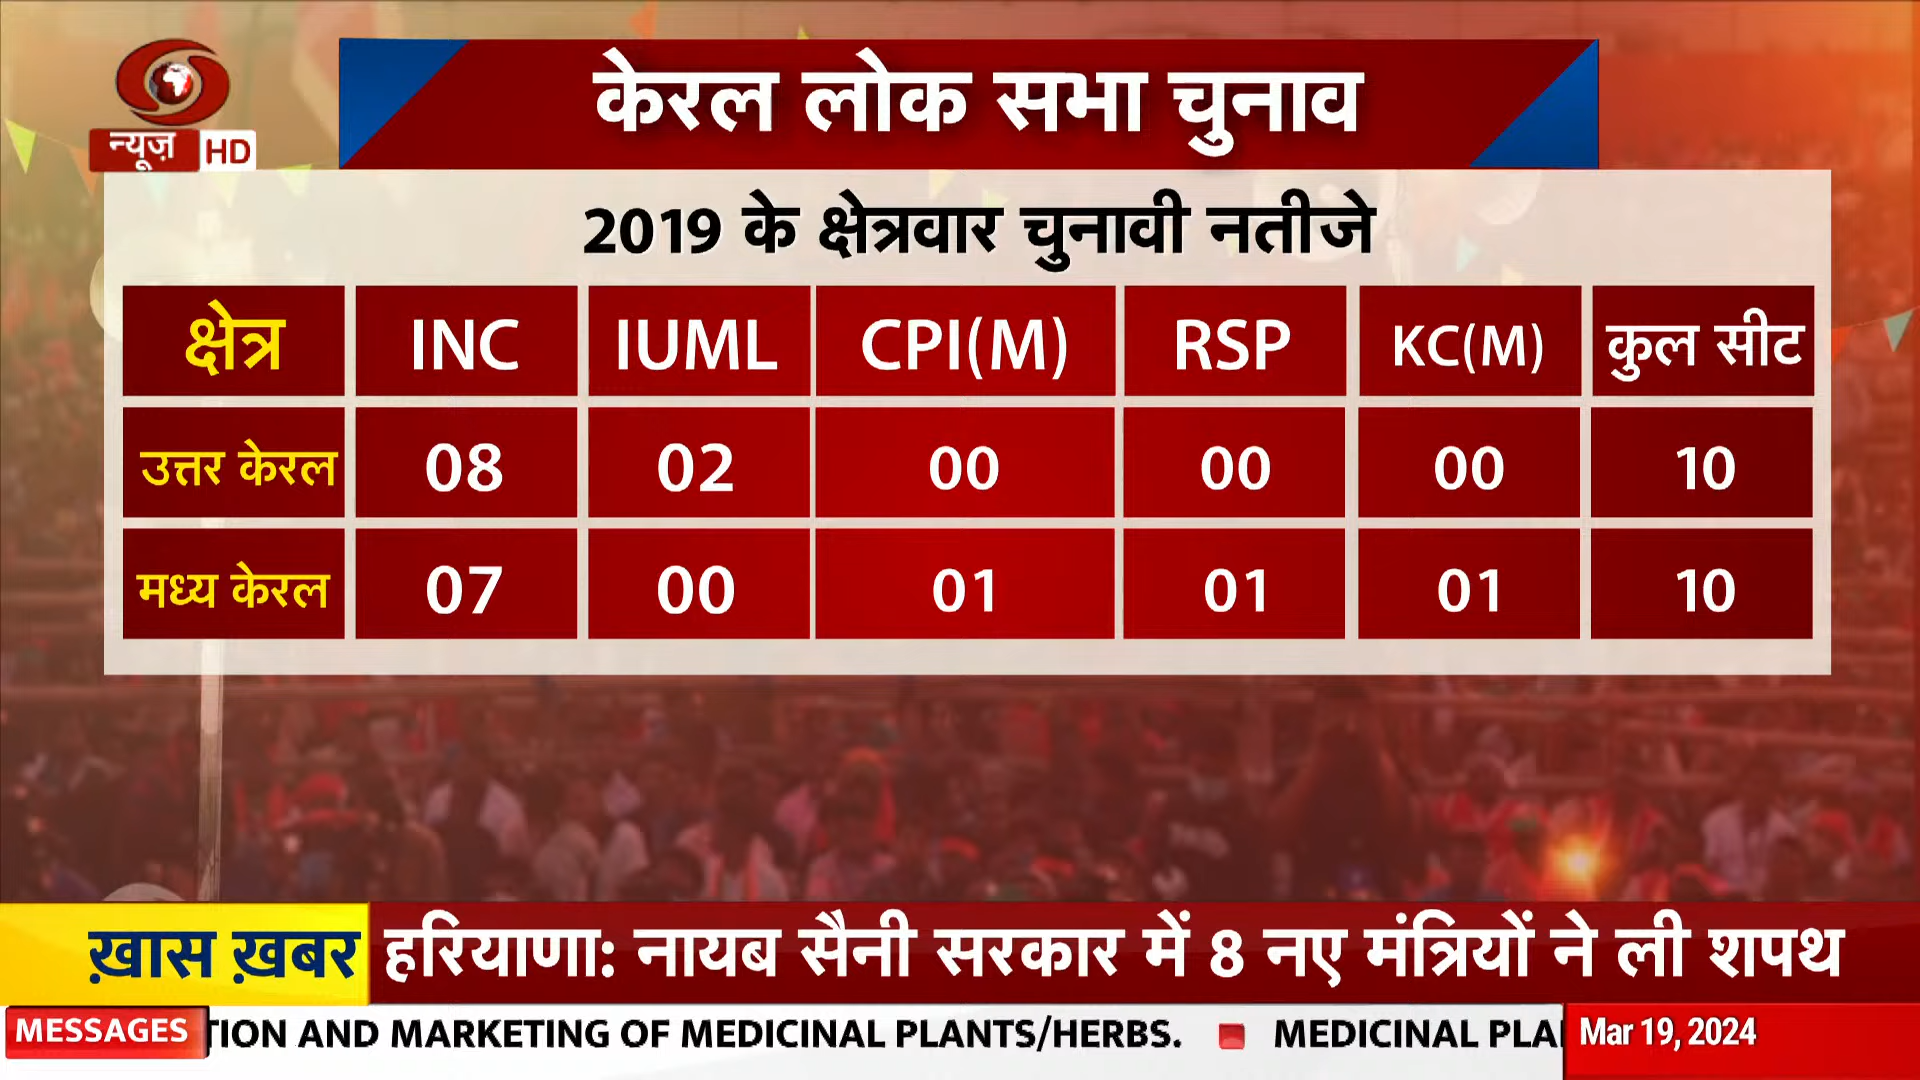 न्यूज़ HD
केरल लोक सभा चुनाव
2019 के क्षेत्रवार चुनावी नतीजे
क्षेत्र INC IUML CPI(M) RSP KC(M) कुल सीट
उत्तर केरल 08 02 00 00 00 10
मध्य केरल 07 00 01 01 01 10
ख़ास ख़बर हरियाणा: नायब सैनी सरकार में 8 नए मंत्रियों ने ली शपथ
MESSAGES TION AND MARKETING OF MEDICINAL PLANTS/HERBS. MEDICINAL PLA Mar 19, 2024